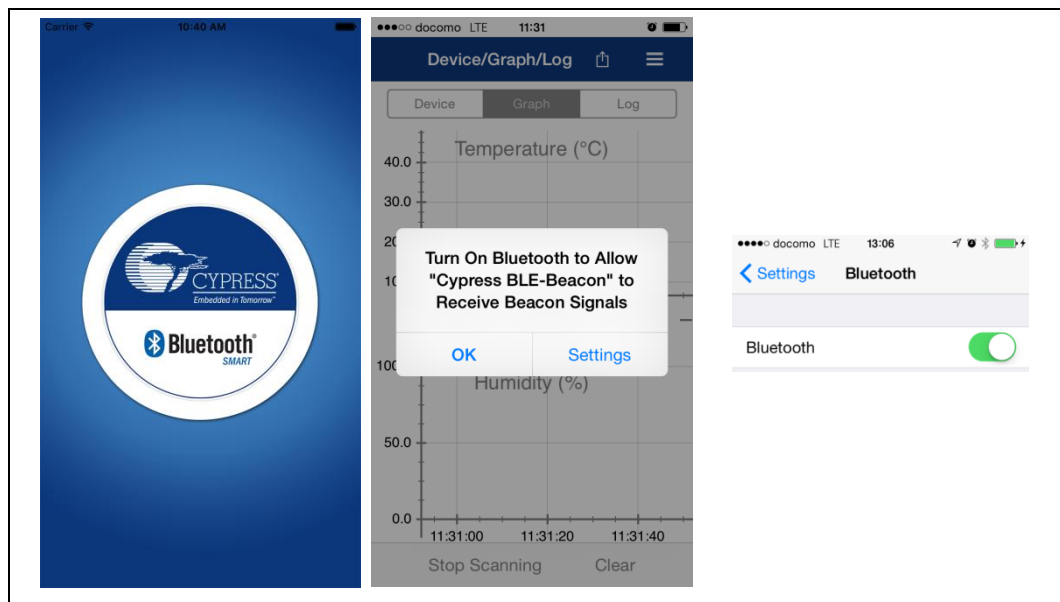 Carrier 10:40 AM
CYPRESS
Embedded in Tomorrow™
Bluetooth®
SMART
docomo LTE 11:31
Device/Graph/Log
Device Graph Log
Temperature (°C)
40.0
30.0
20
10
Turn On Bluetooth to Allow
"Cypress BLE-Beacon" to
Receive Beacon Signals
OK Settings
100
Humidity (%)
50.0
0.0
11:31:00 11:31:20 11:31:40
Stop Scanning Clear
docomo LTE 13:06
Settings Bluetooth
Bluetooth